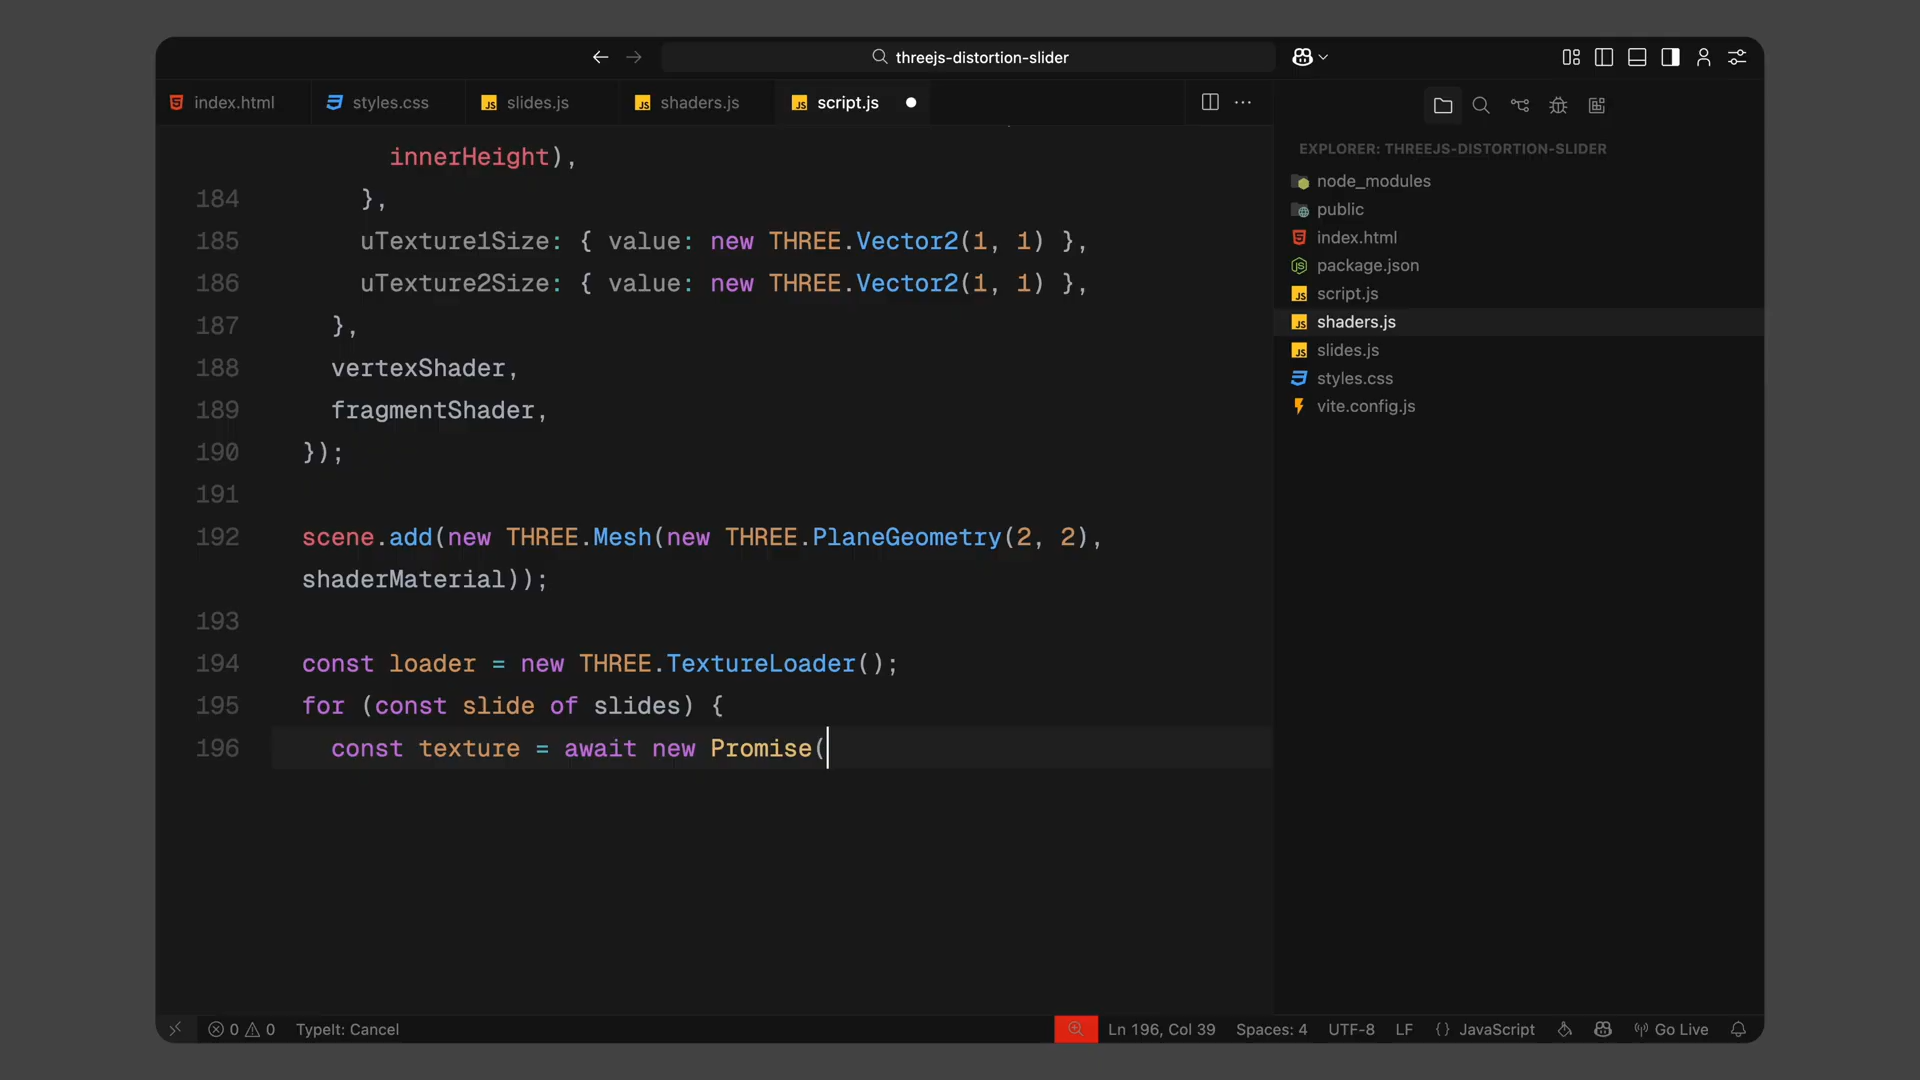 threejs-distortion-slider
index.html
styles.css
slides.js
shaders.js
script.js
innerHeight),
184 },
185 uTexture1Size: { value: new THREE.Vector2(1, 1) },
186 uTexture2Size: { value: new THREE.Vector2(1, 1) },
187 },
188 vertexShader,
189 fragmentShader,
190 });
191
192 scene.add(new THREE.Mesh(new THREE.PlaneGeometry(2, 2),
shaderMaterial));
193
194 const loader = new THREE.TextureLoader();
195 for (const slide of slides) {
196 const texture = await new Promise(
EXPLORER: THREEJS-DISTORTION-SLIDER
node_modules
public
index.html
package.json
script.js
shaders.js
slides.js
styles.css
vite.config.js
0 0 TypeIt: Cancel
Ln 196, Col 39 Spaces: 4 UTF-8 LF {} JavaScript Go Live